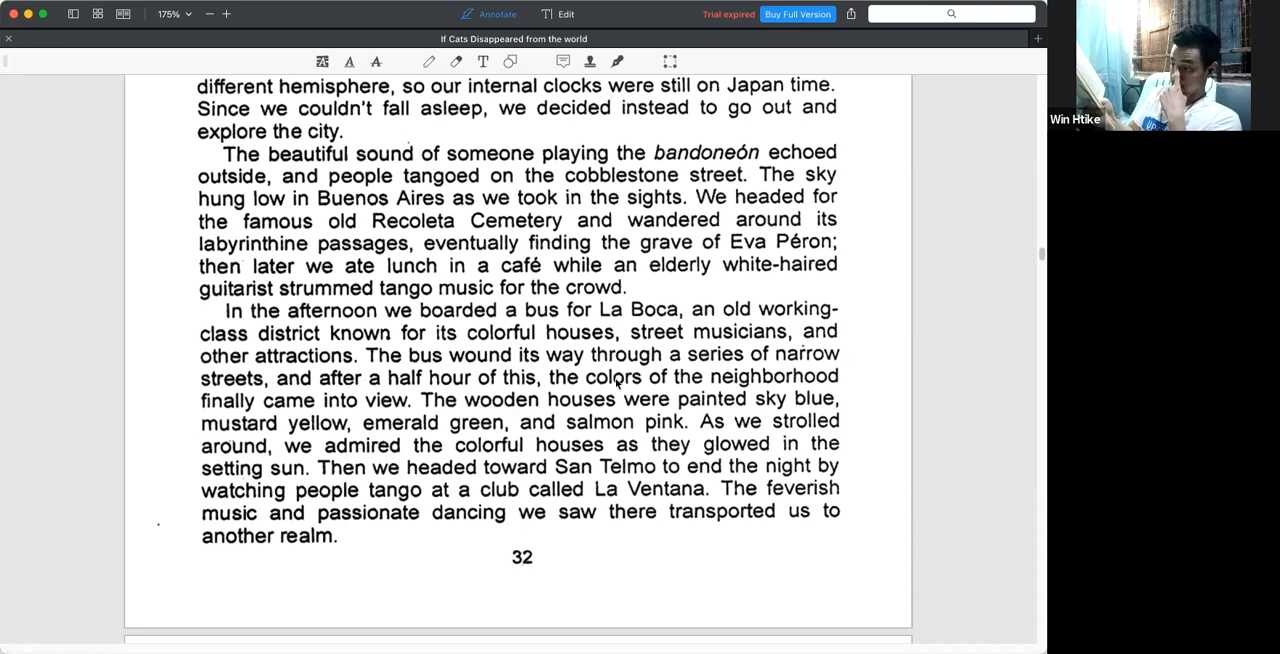 175%
Annotate
Edit
Trial expired
Buy Full Version
If Cats Disappeared from the world
different hemisphere, so our internal clocks were still on Japan time.
Since we couldn't fall asleep, we decided instead to go out and
explore the city.
The beautiful sound of someone playing the bandoneón echoed
outside, and people tangoed on the cobblestone street. The sky
hung low in Buenos Aires as we took in the sights. We headed for
the famous old Recoleta Cemetery and wandered around its
labyrinthine passages, eventually finding the grave of Eva Péron;
then later we ate lunch in a café while an elderly white-haired
guitarist strummed tango music for the crowd.
In the afternoon we boarded a bus for La Boca, an old working-
class district known for its colorful houses, street musicians, and
other attractions. The bus wound its way through a series of narrow
streets, and after a half hour of this, the colors of the neighborhood
finally came into view. The wooden houses were painted sky blue,
mustard yellow, emerald green, and salmon pink. As we strolled
around, we admired the colorful houses as they glowed in the
setting sun. Then we headed toward San Telmo to end the night by
watching people tango at a club called La Ventana. The feverish
music and passionate dancing we saw there transported us to
another realm.
32
Win Htike